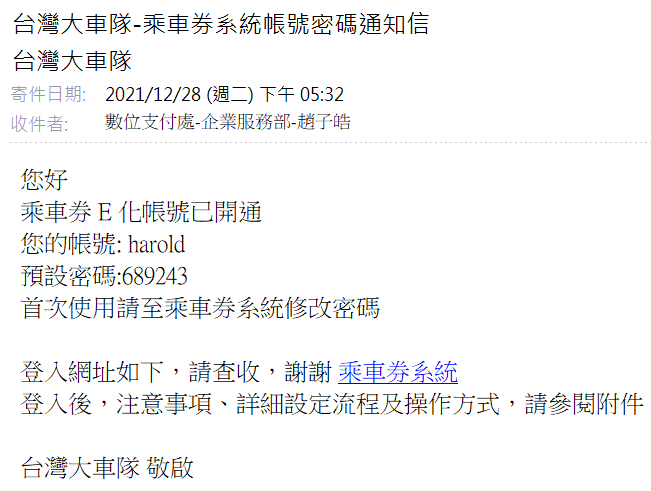 台灣大車隊-乘車券系統帳號密碼通知信
台灣大車隊
寄件日期: 2021/12/28 (週二) 下午 05:32
收件者: 數位支付處-企業服務部-趙子皓
您好
乘車券 E 化帳號已開通
您的帳號: harold
預設密碼:689243
首次使用請至乘車券系統修改密碼
登入網址如下，請查收，謝謝 乘車券系統
登入後，注意事項、詳細設定流程及操作方式，請參閱附件
台灣大車隊 敬啟